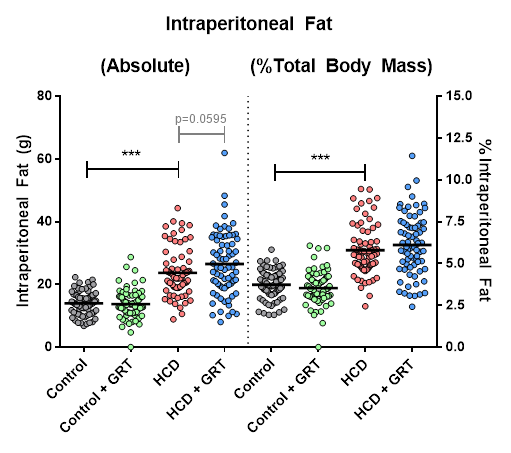 Intraperitoneal Fat
(Absolute) (%Total Body Mass)
80
60
40
20
0
Intraperitoneal Fat (g)
15.0
12.5
10.0
7.5
5.0
2.5
0.0
% Intraperitoneal Fat
***
p=0.0595
***
Control
Control + GRT
HCD
HCD + GRT
Control
Control + GRT
HCD
HCD + GRT